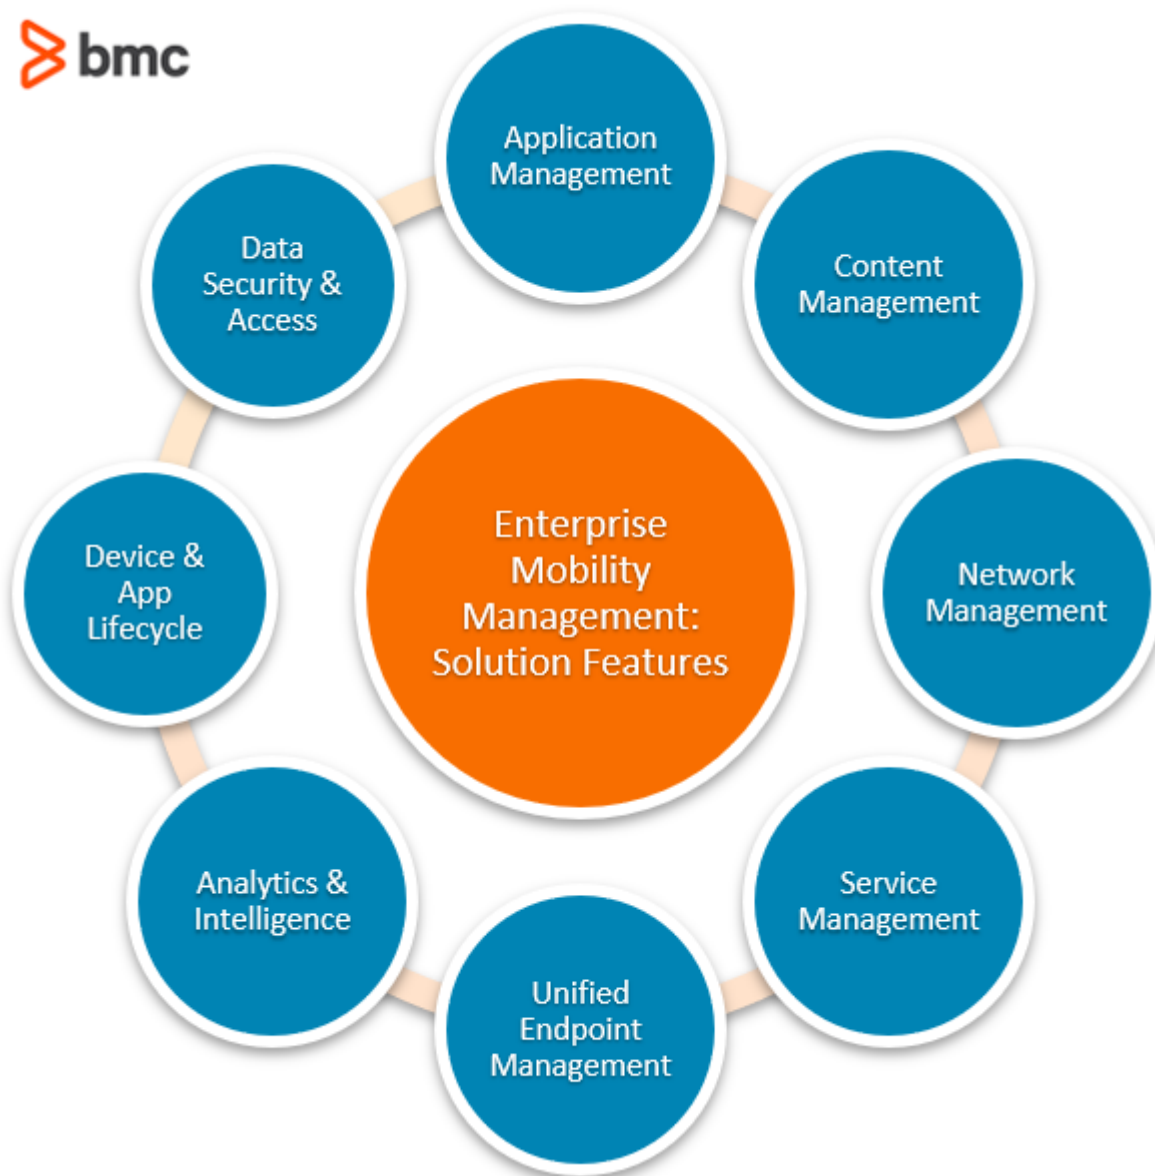 bmc
Application
Management
Content
Management
Network
Management
Service
Management
Unified
Endpoint
Management
Analytics &
Intelligence
Device &
App
Lifecycle
Data
Security &
Access
Enterprise
Mobility
Management:
Solution Features